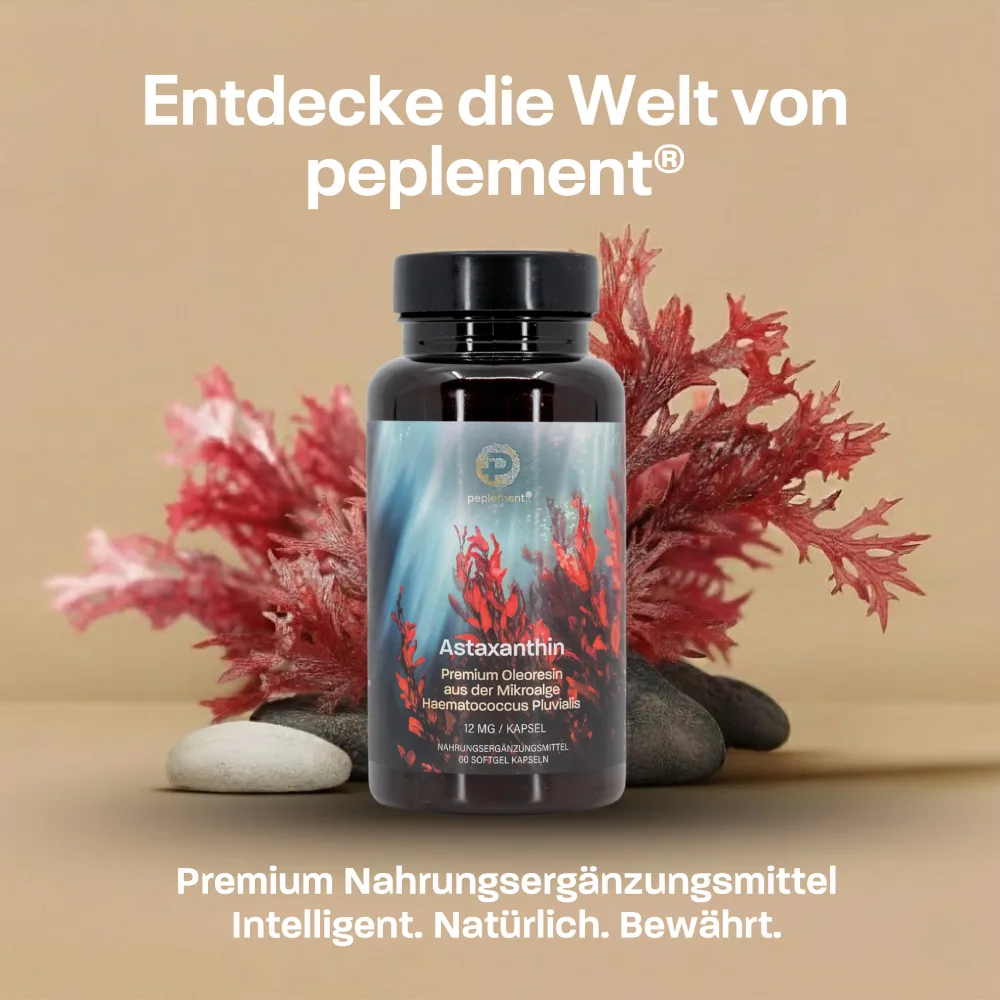 Entdecke die Welt von
peplement®
peplement.®
Astaxanthin
Premium Oleoresin
aus der Mikroalge
Haematococcus Pluvialis
12 MG / KAPSEL
NAHRUNGSERGÄNZUNGSMITTEL
60 SOFTGEL KAPSELN
Premium Nahrungsergänzungsmittel
Intelligent. Natürlich. Bewährt.